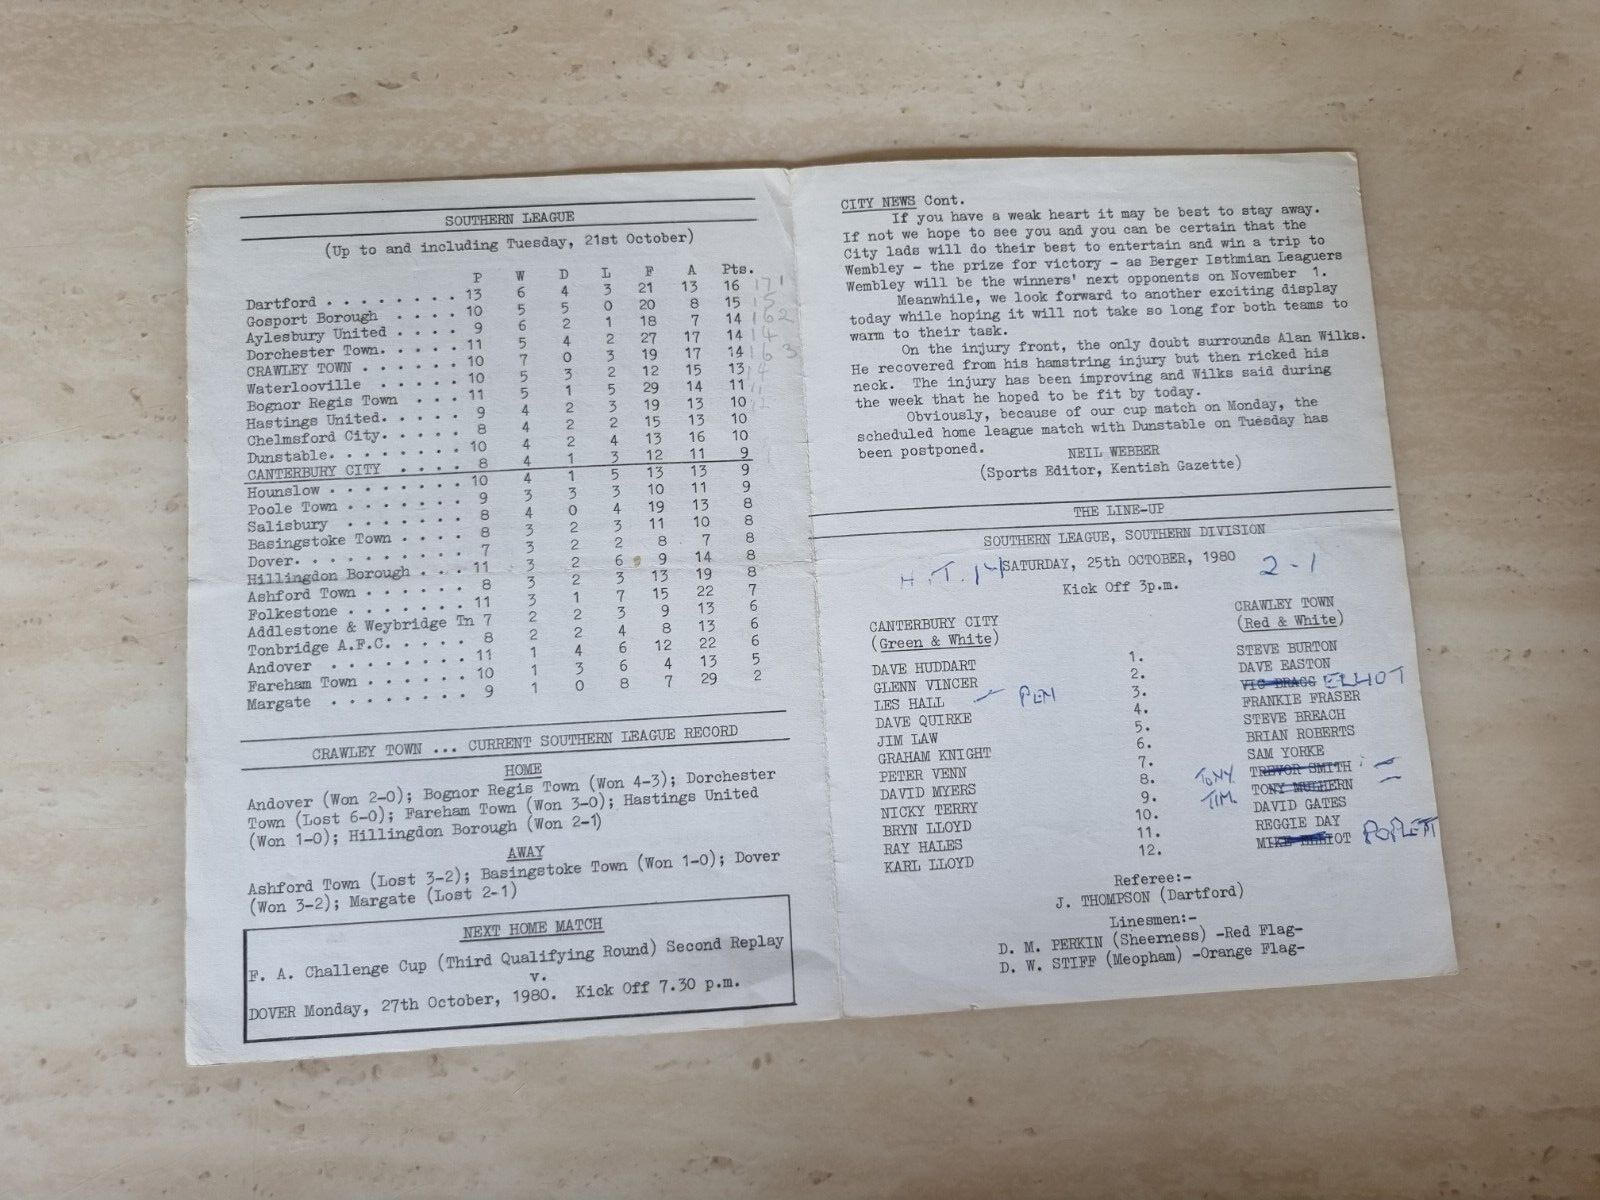 SOUTHERN LEAGUE
(Up to and including Tuesday, 21st October)
P W D L F A Pts.
Dartford . . . . . . . . 13 6 4 3 21 13 16 17 1
Gosport Borough . . . . 10 5 5 0 20 8 15 15
Aylesbury United . . . . 9 6 2 1 18 7 14 16 2
Dorchester Town. . . . . 11 5 4 2 27 17 14 14
CRAWLEY TOWN . . . . . . 10 7 0 3 19 17 14 16 3
Waterlooville . . . . . 10 5 3 2 12 15 13 14
Bognor Regis Town . . . 11 5 1 5 29 14 11
Hastings United. . . . . 9 4 2 3 19 13 10
Chelmsford City. . . . . 8 4 2 2 15 13 10
Dunstable. . . . . . . . 10 4 2 4 13 16 10
CANTERBURY CITY . . . . 8 4 1 3 12 11 9
Hounslow . . . . . . . . 10 4 1 5 13 13 9
Poole Town . . . . . . . 9 3 3 3 10 11 9
Salisbury . . . . . . . 8 4 0 4 19 13 8
Basingstoke Town . . . . 8 3 2 3 11 10 8
Dover. . . . . . . . . . 7 3 2 2 8 7 8
Hillingdon Borough . . . 11 3 2 6 9 14 8
Ashford Town . . . . . . 8 3 2 3 13 19 8
Folkestone . . . . . . . 11 3 1 7 15 22 7
Addlestone & Weybridge Tn 7 2 2 3 9 13 6
Tonbridge A.F.C. . . . . 8 2 2 4 8 13 6
Andover . . . . . . . . 11 1 4 6 12 22 6
Fareham Town . . . . . . 10 1 3 6 4 13 5
Margate . . . . . . . . 9 1 0 8 7 29 2
CRAWLEY TOWN ... CURRENT SOUTHERN LEAGUE RECORD
HOME
Andover (Won 2-0); Bognor Regis Town (Won 4-3); Dorchester
Town (Lost 6-0); Fareham Town (Won 3-0); Hastings United
(Won 1-0); Hillingdon Borough (Won 2-1)
AWAY
Ashford Town (Lost 3-2); Basingstoke Town (Won 1-0); Dover
(Won 3-2); Margate (Lost 2-1)
NEXT HOME MATCH
F. A. Challenge Cup (Third Qualifying Round) Second Replay
v.
DOVER Monday, 27th October, 1980. Kick Off 7.30 p.m.
CITY NEWS Cont.
If you have a weak heart it may be best to stay away.
If not we hope to see you and you can be certain that the
City lads will do their best to entertain and win a trip to
Wembley - the prize for victory - as Berger Isthmian Leaguers
Wembley will be the winners' next opponents on November 1.
Meanwhile, we look forward to another exciting display
today while hoping it will not take so long for both teams to
warm to their task.
On the injury front, the only doubt surrounds Alan Wilks.
He recovered from his hamstring injury but then ricked his
neck. The injury has been improving and Wilks said during
the week that he hoped to be fit by today.
Obviously, because of our cup match on Monday, the
scheduled home league match with Dunstable on Tuesday has
been postponed.
NEIL WEBBER
(Sports Editor, Kentish Gazette)
THE LINE-UP
SOUTHERN LEAGUE, SOUTHERN DIVISION
H.T. 1-1 SATURDAY, 25th OCTOBER, 1980 2-1
Kick Off 3p.m.
CANTERBURY CITY CRAWLEY TOWN
(Green & White) (Red & White)
DAVE HUDDART 1. STEVE BURTON
GLENN VINCER 2. DAVE EASTON
LES HALL PEN 3. VIC BRAGG ELLIOT
DAVE QUIRKE 4. FRANKIE FRASER
JIM LAW 5. STEVE BREACH
GRAHAM KNIGHT 6. BRIAN ROBERTS
PETER VENN 7. SAM YORKE
DAVID MYERS 8. TONY TREVOR SMITH
NICKY TERRY 9. TIM. TONY MULHERN
BRYN LLOYD 10. DAVID GATES
RAY HALES 11. REGGIE DAY
KARL LLOYD 12. MIKE ELLIOT POPLETT
Referee:-
J. THOMPSON (Dartford)
Linesmen:-
D. M. PERKIN (Sheerness) -Red Flag-
D. W. STIFF (Meopham) -Orange Flag-